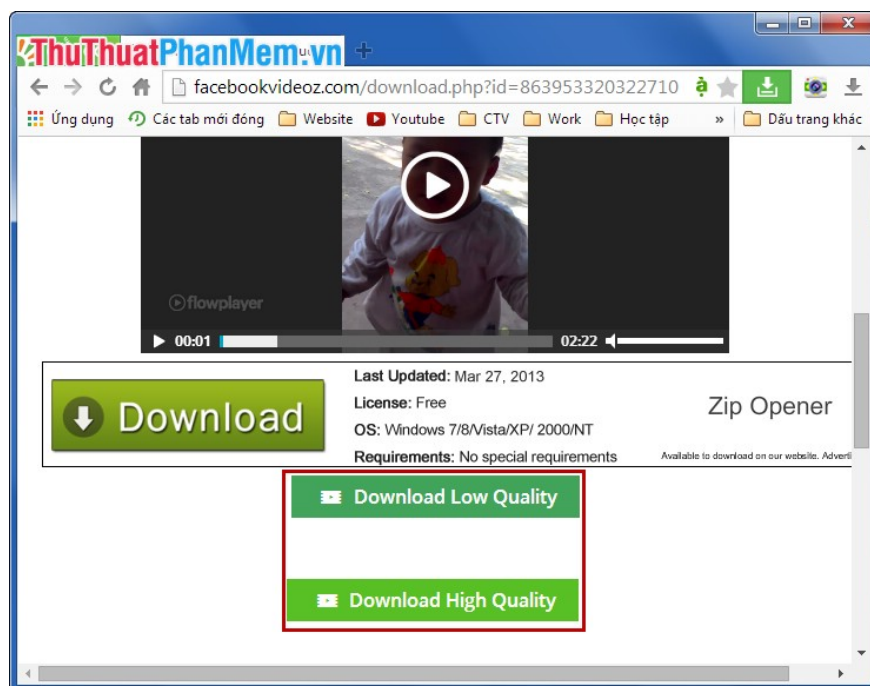 ThuThuatPhanMem.vn
facebookvideoz.com/download.php?id=863953320322710
Ứng dụng Các tab mới đóng Website Youtube CTV Work Học tập » Dấu trang khác
flowplayer
00:01 02:22
Download
Last Updated: Mar 27, 2013
License: Free
OS: Windows 7/8/Vista/XP/ 2000/NT
Requirements: No special requirements
Zip Opener
Available to download on our website.
Download Low Quality
Download High Quality